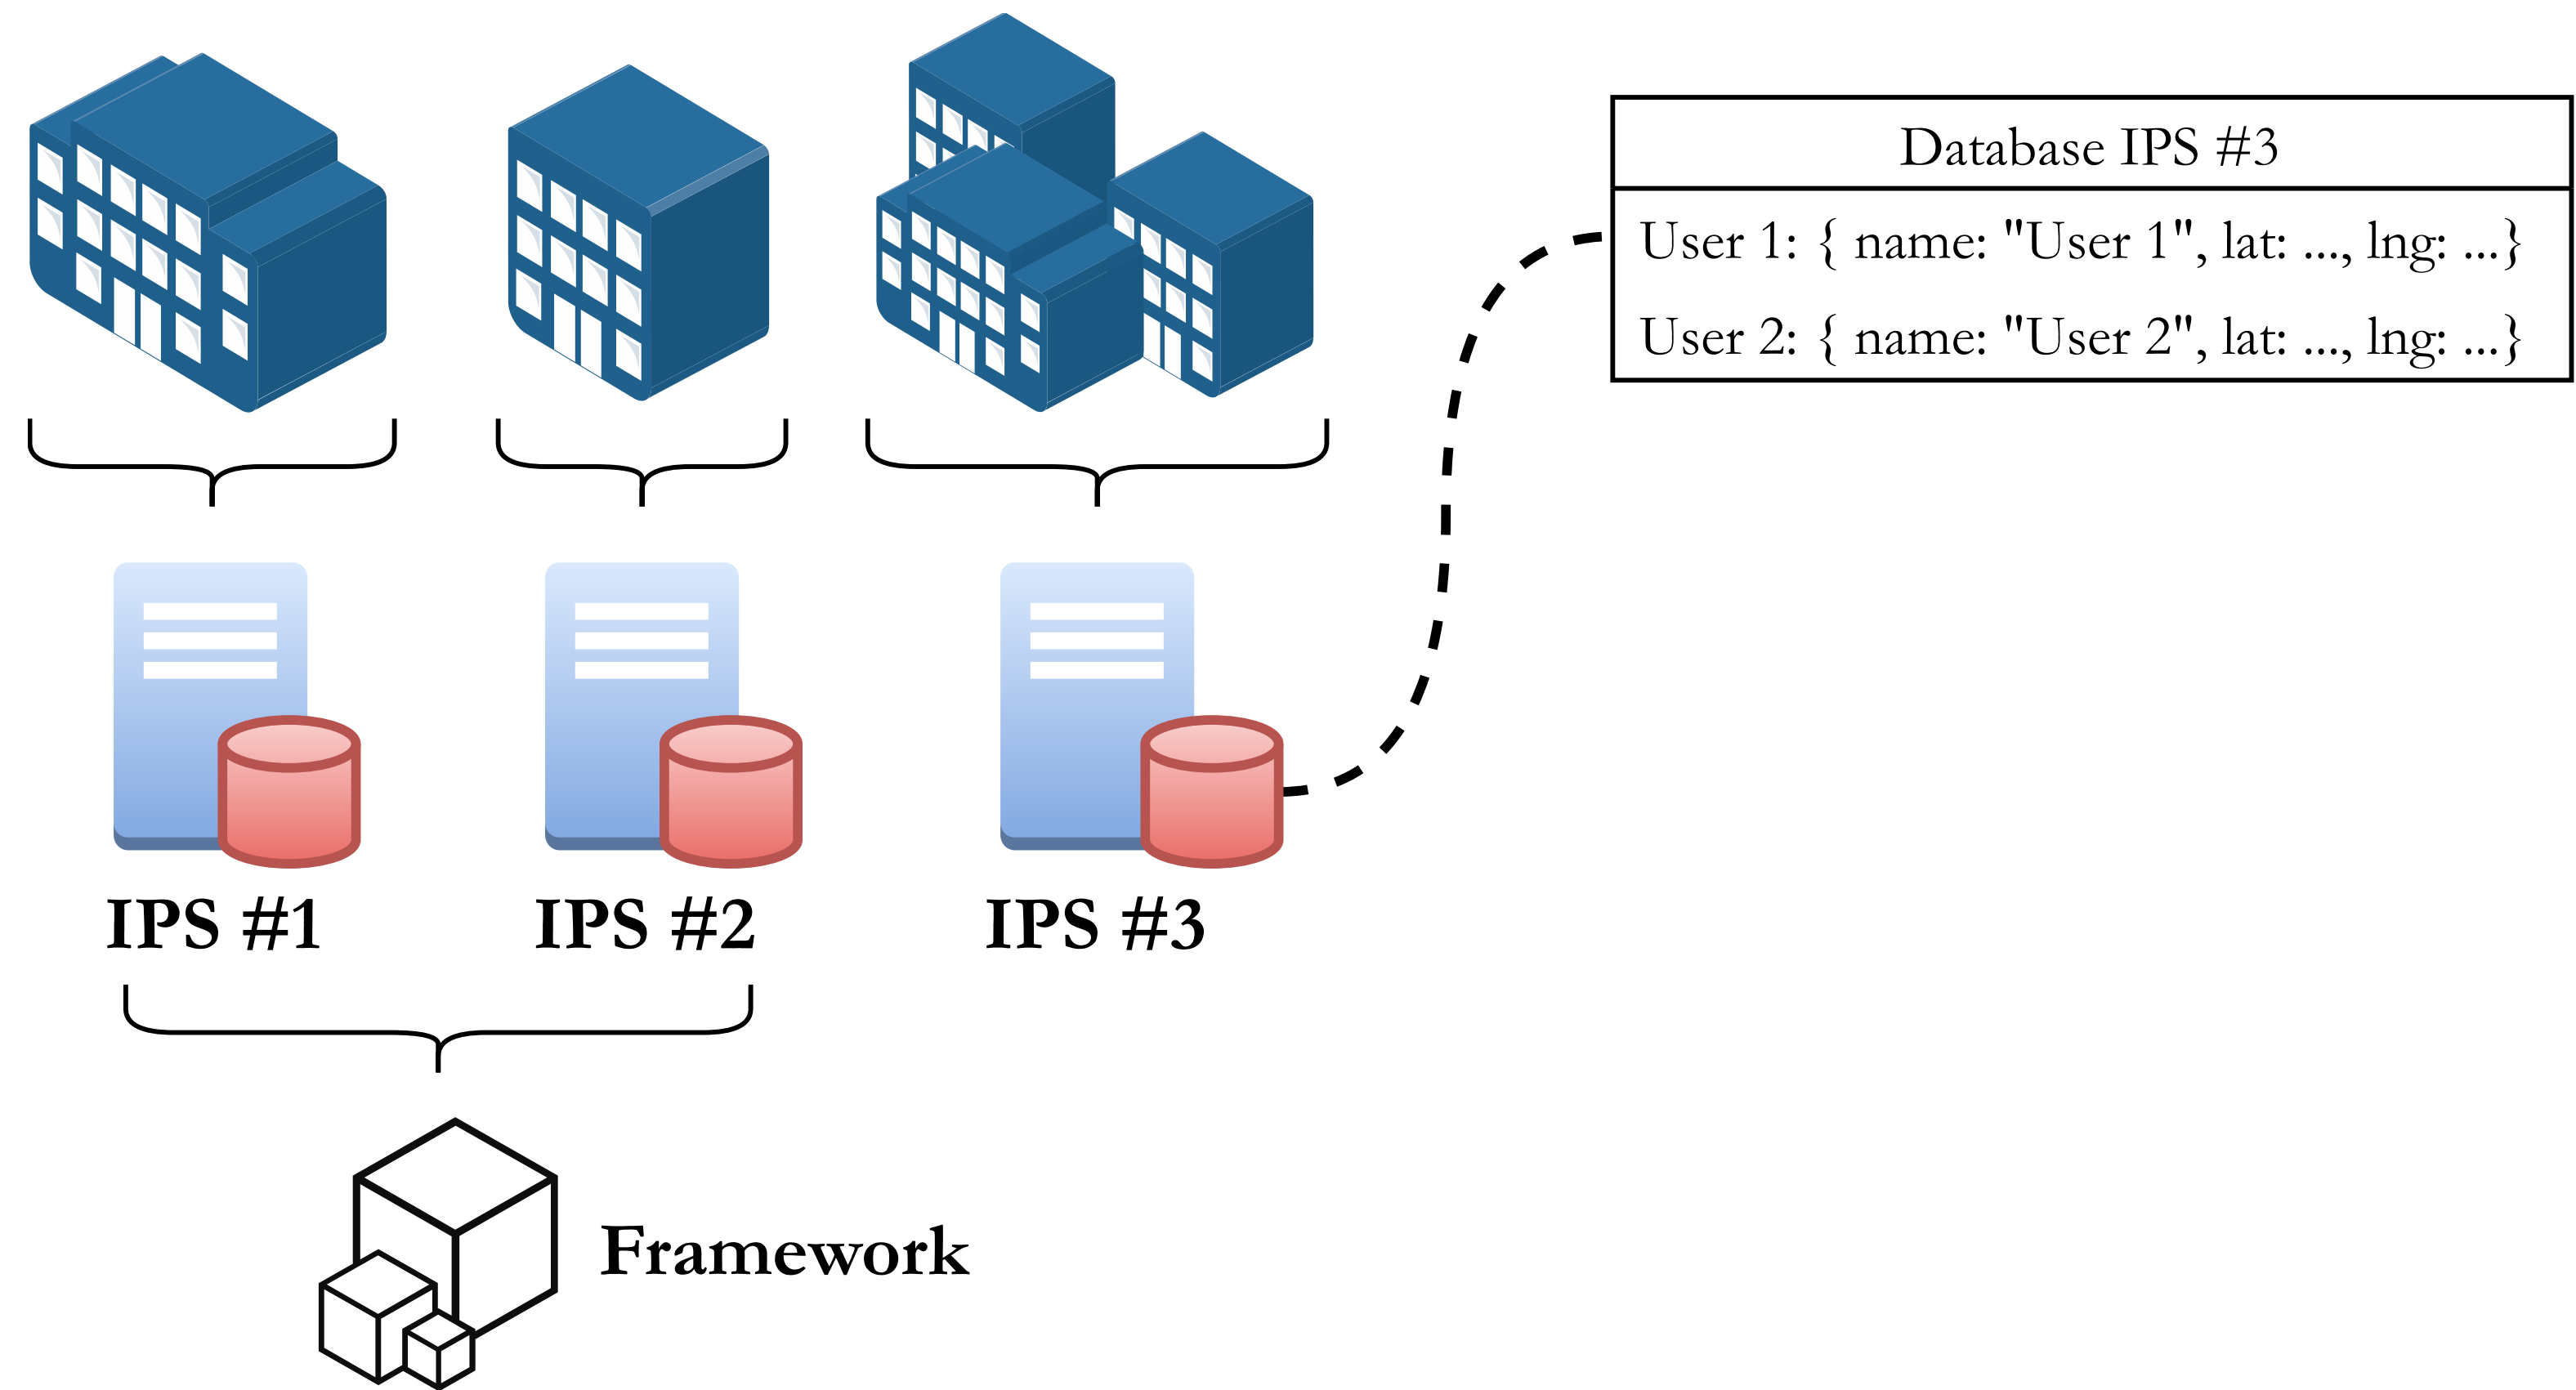 Database IPS #3
User 1: { name: "User 1", lat: ..., lng: ...}
User 2: { name: "User 2", lat: ..., lng: ...}
IPS #1
IPS #2
IPS #3
Framework